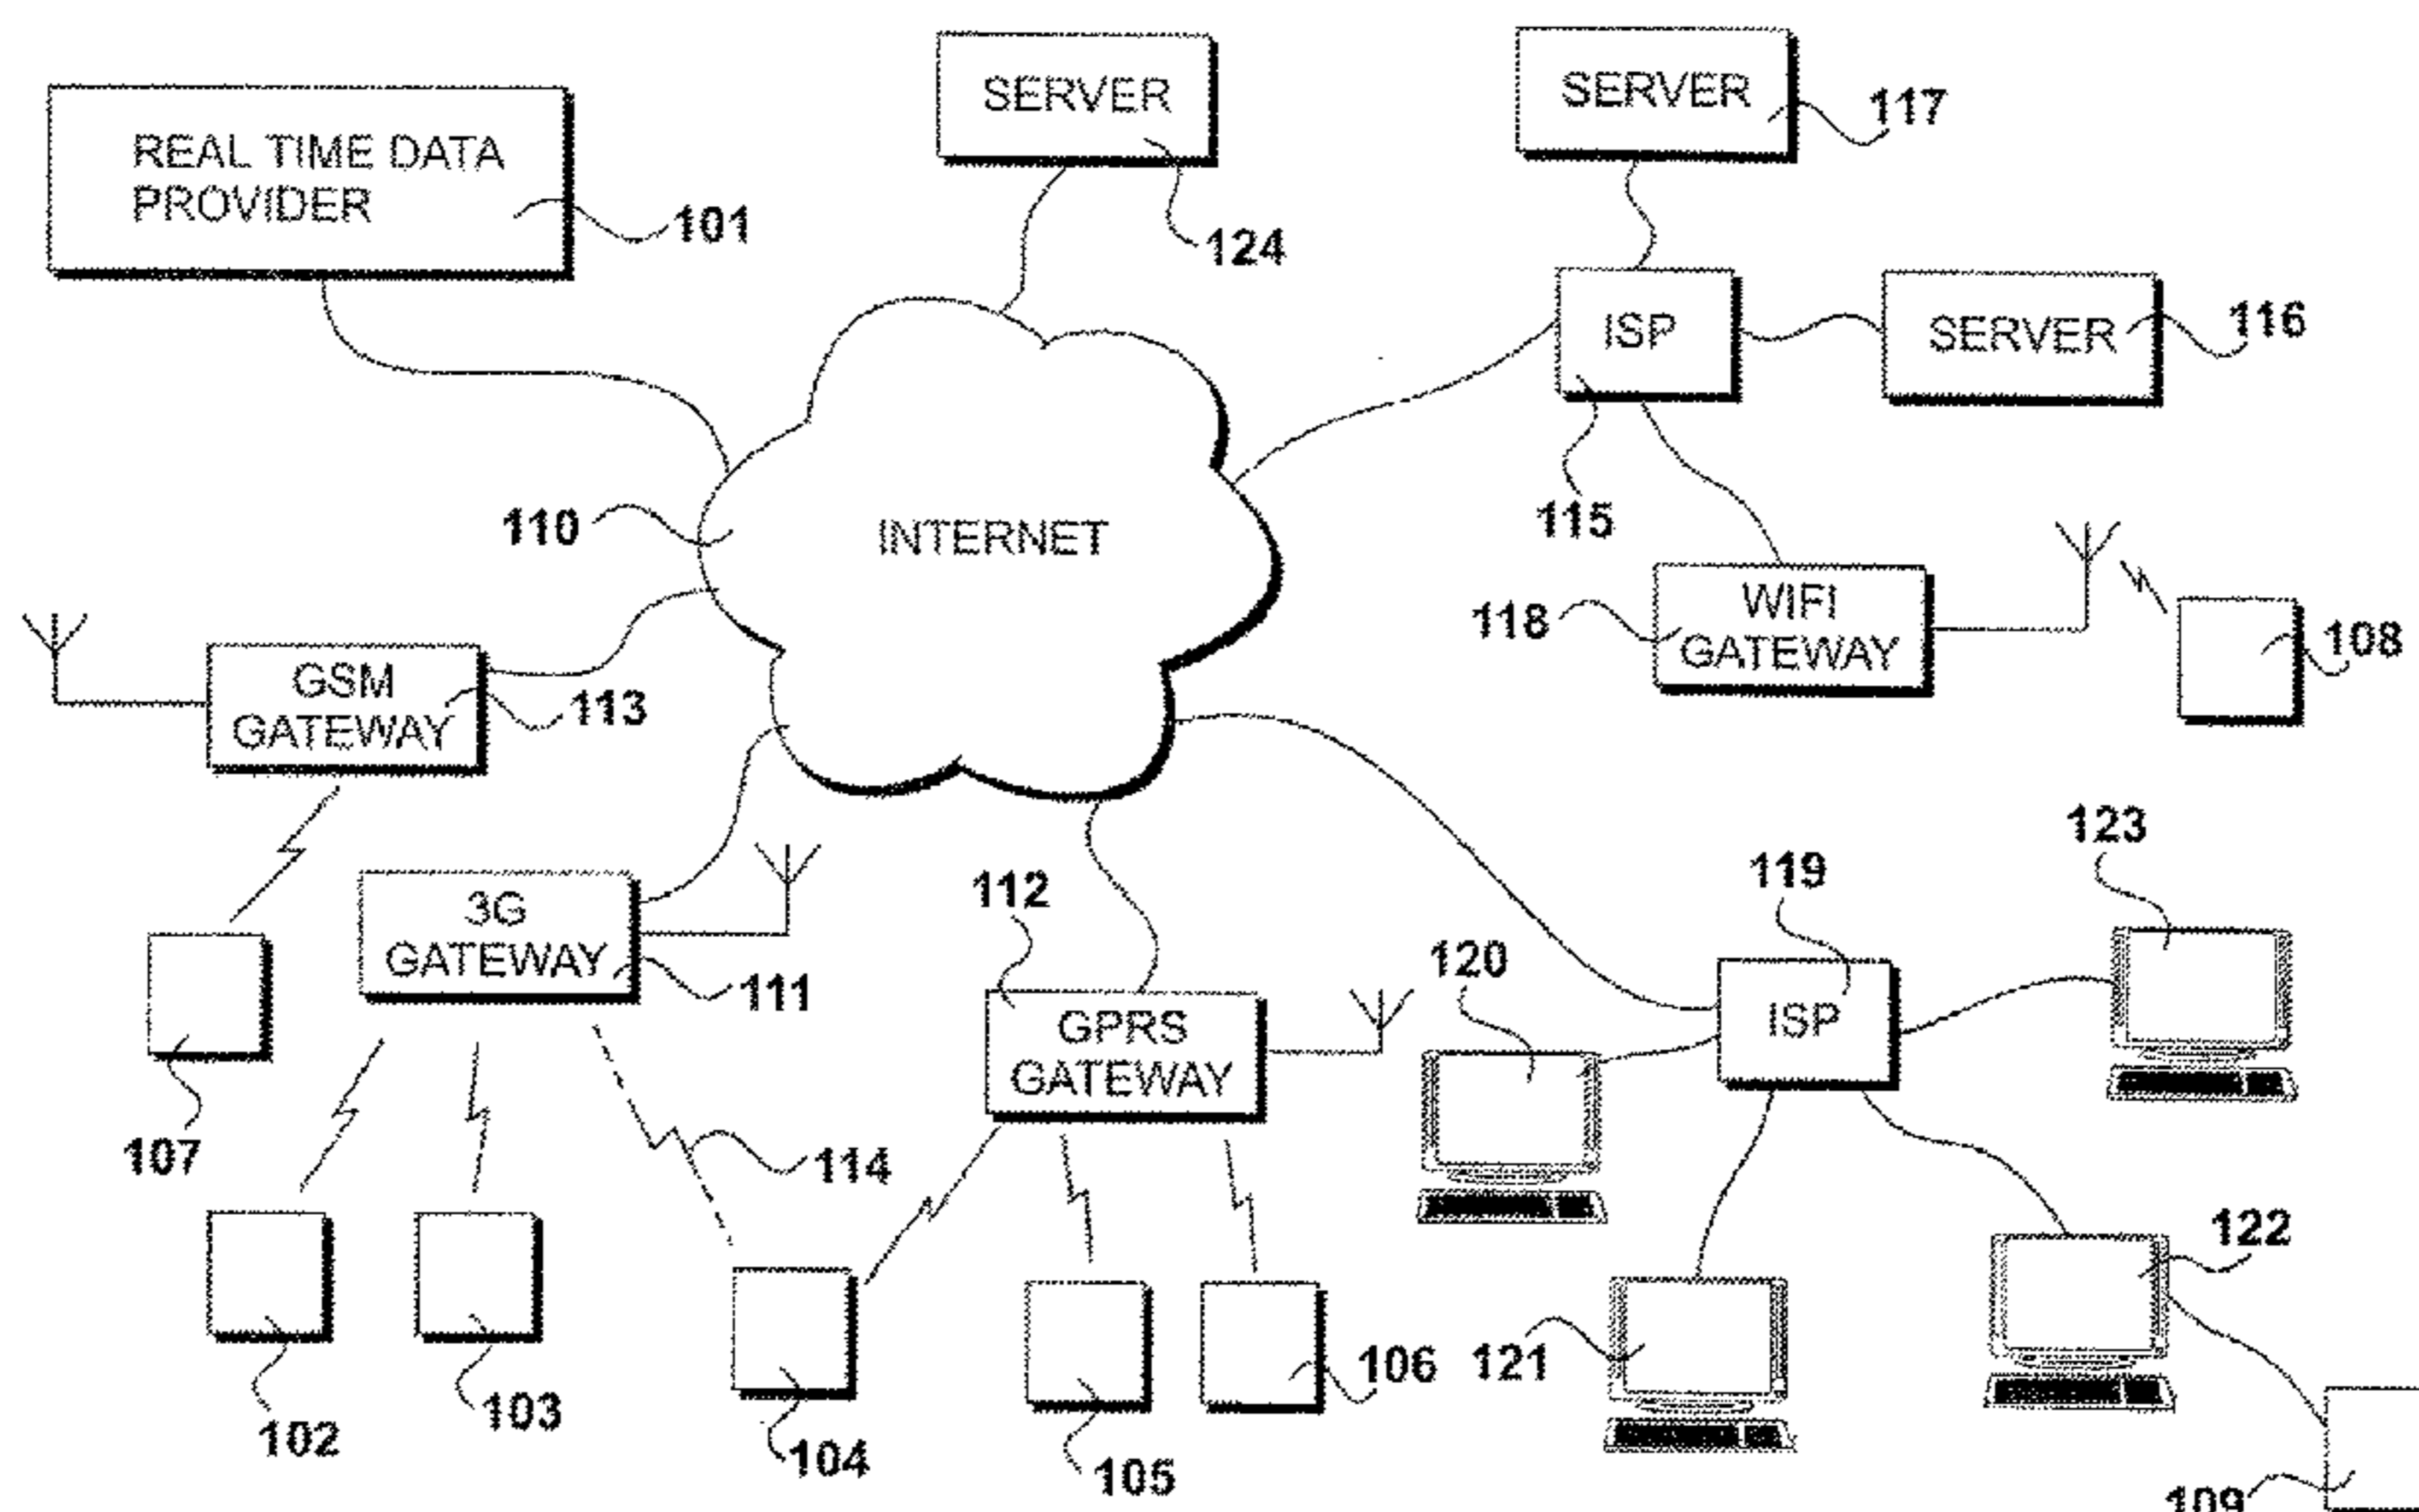 SERVER
SERVER
117
REAL TIME DATA
PROVIDER
101
124
ISP
SERVER
116
110
INTERNET
115
WIFI
GATEWAY
118
108
GSM
GATEWAY
113
123
119
112
3G
GATEWAY
111
120
ISP
GPRS
GATEWAY
107
114
122
121
106
102
103
104
105
109